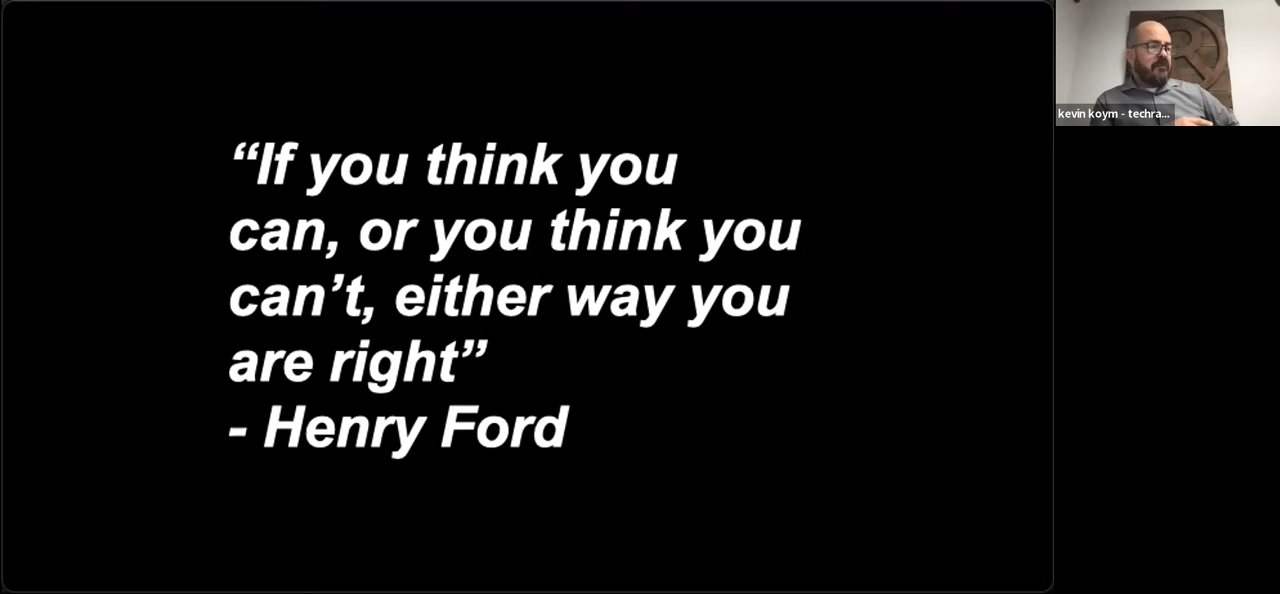 “If you think you
can, or you think you
can’t, either way you
are right”
- Henry Ford
kevin koym - techra...
R